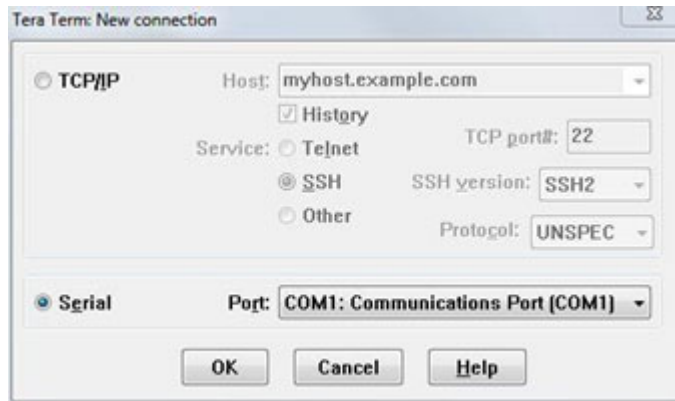 Tera Term: New connection
TCP/IP
Host: myhost.example.com
History
Service: Telnet
TCP port#: 22
SSH
SSH version: SSH2
Other
Protocol: UNSPEC
Serial
Port: COM1: Communications Port (COM1)
OK Cancel Help